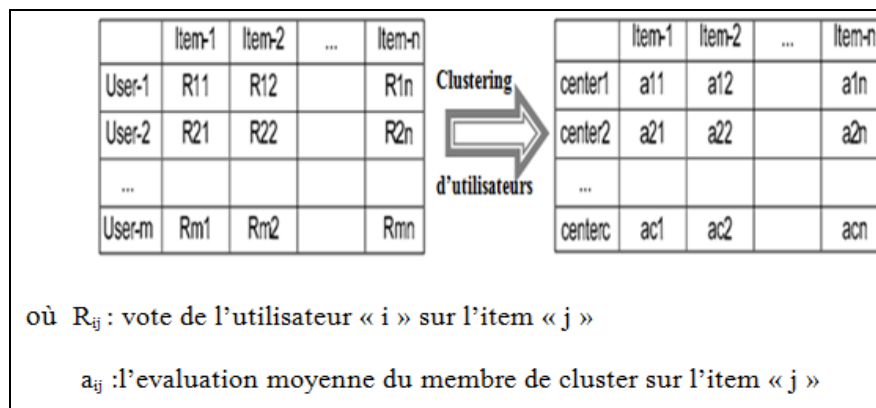 Item-1 Item-2 ... Item-n
User-1 R11 R12 R1n
User-2 R21 R22 R2n
...
User-m Rm1 Rm2 Rmn
Clustering
d'utilisateurs
Item-1 Item-2 ... Item-n
center1 a11 a12 a1n
center2 a21 a22 a2n
...
centerc ac1 ac2 acn
où Rij : vote de l'utilisateur « i » sur l'item « j »
aij :l'evaluation moyenne du membre de cluster sur l'item « j »